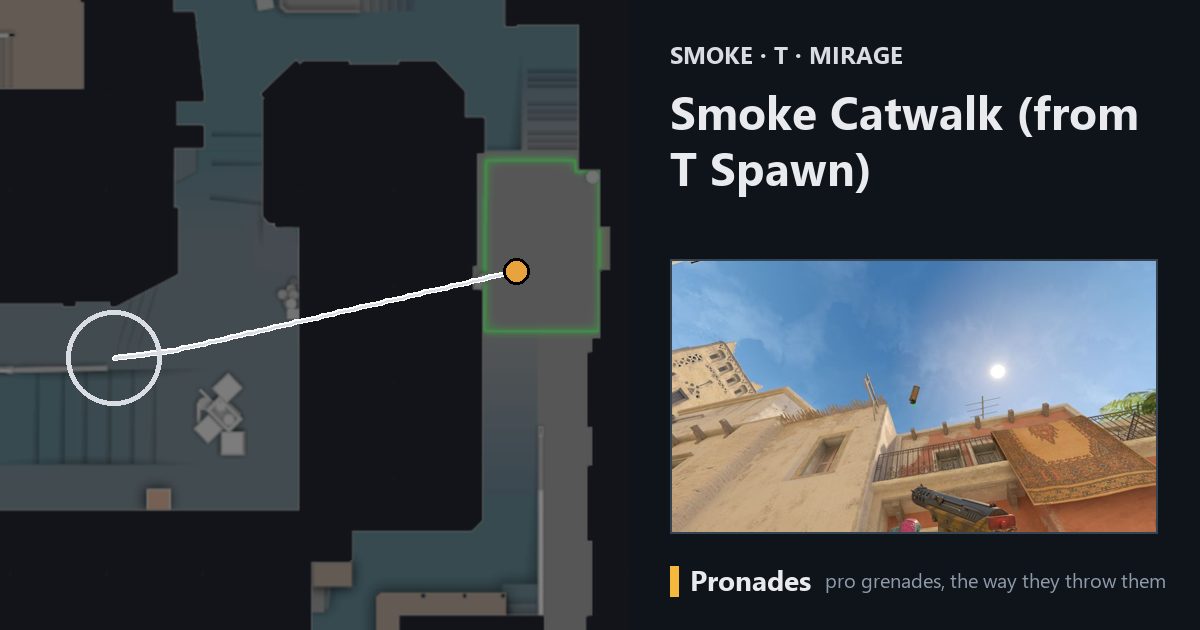 SMOKE · T · MIRAGE
Smoke Catwalk (from
T Spawn)
Pronades pro grenades, the way they throw them